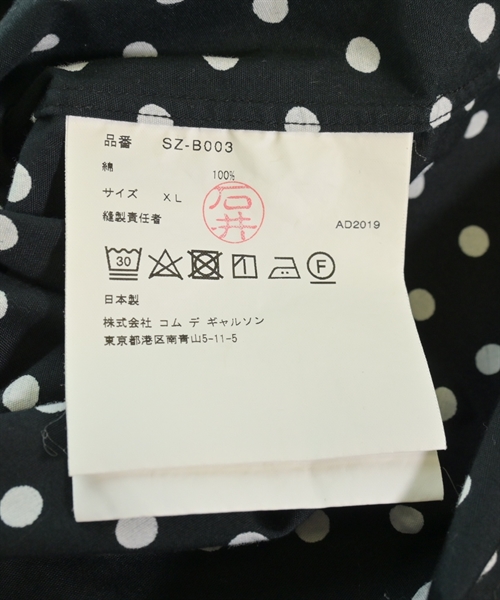 品番 SZ-B003
綿 100%
サイズ XL
縫製責任者 石井 AD2019
30 F
日本製
株式会社 コム デ ギャルソン
東京都港区南青山5-11-5